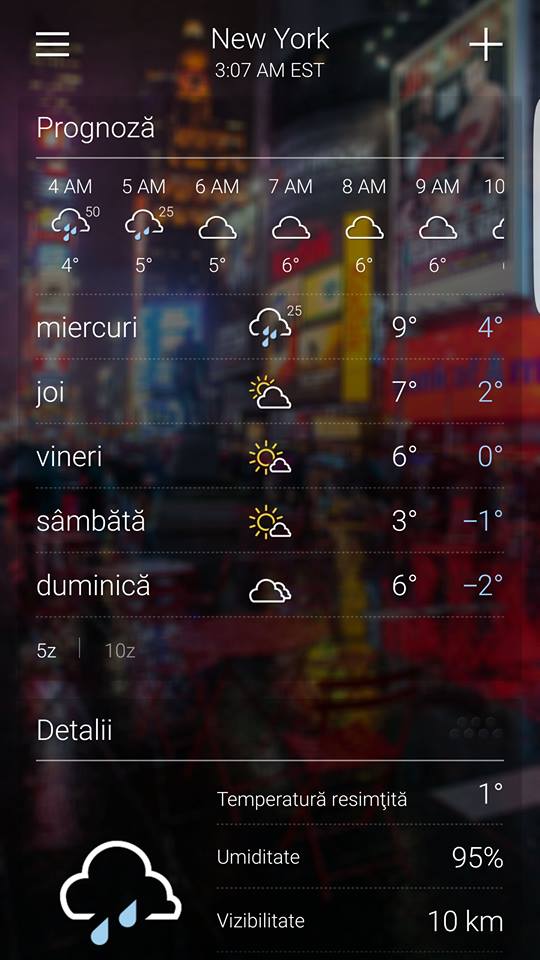 New York
3:07 AM EST
Prognoză
4 AM 5 AM 6 AM 7 AM 8 AM 9 AM 10
50 25
4° 5° 5° 6° 6° 6°
miercuri 25 9° 4°
joi 7° 2°
vineri 6° 0°
sâmbătă 3° −1°
duminică 6° −2°
5z | 10z
Detalii
Temperatură resimţită 1°
Umiditate 95%
Vizibilitate 10 km